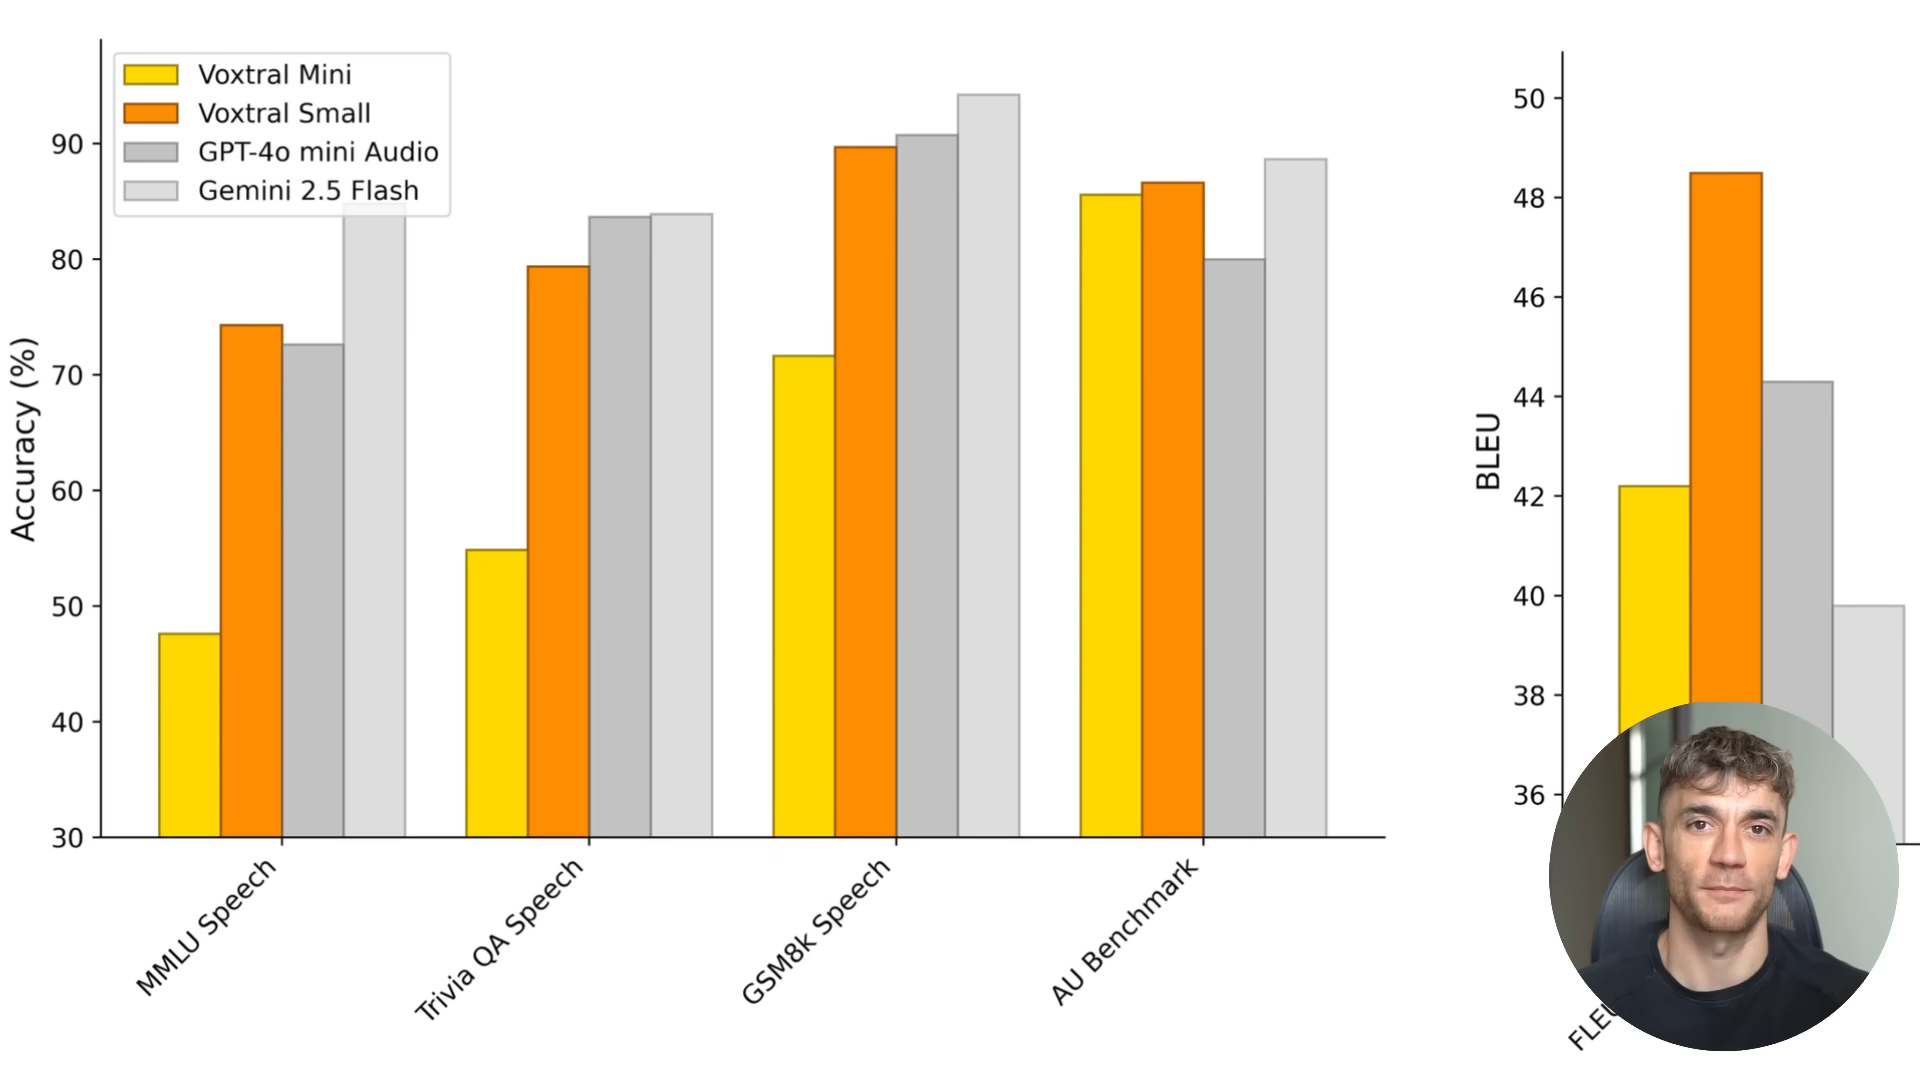 Voxtral Mini
Voxtral Small
GPT-4o mini Audio
Gemini 2.5 Flash
Accuracy (%)
90
80
70
60
50
40
30
MMLU Speech
Trivia QA Speech
GSM8k Speech
AU Benchmark
BLEU
50
48
46
44
42
40
38
36